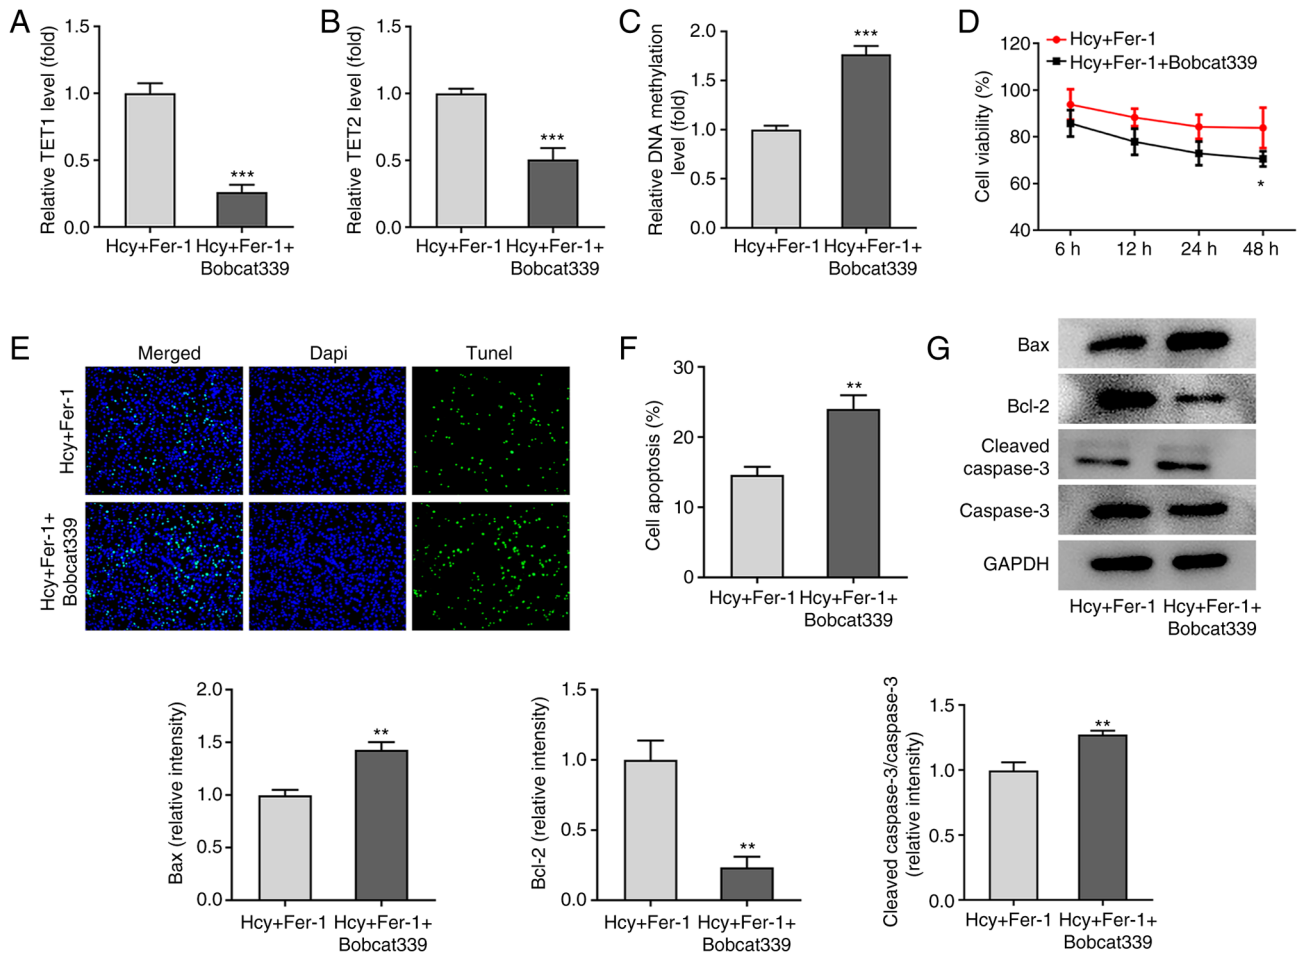 A
Relative TET1 level (fold)
1.5
1.0
0.5
0.0
***
Hcy+Fer-1
Hcy+Fer-1+
Bobcat339
B
Relative TET2 level (fold)
1.5
1.0
0.5
0.0
***
Hcy+Fer-1
Hcy+Fer-1+
Bobcat339
C
Relative DNA methylation
level (fold)
2.0
1.5
1.0
0.5
0.0
***
Hcy+Fer-1
Hcy+Fer-1+
Bobcat339
D
Hcy+Fer-1
Hcy+Fer-1+Bobcat339
Cell viability (%)
120
100
80
60
40
*
6 h
12 h
24 h
48 h
E
Merged
Dapi
Tunel
Hcy+Fer-1
Hcy+Fer-1+
Bobcat339
F
Cell apoptosis (%)
30
20
10
0
**
Hcy+Fer-1
Hcy+Fer-1+
Bobcat339
G
Bax
Bcl-2
Cleaved
caspase-3
Caspase-3
GAPDH
Hcy+Fer-1
Hcy+Fer-1+
Bobcat339
Bax (relative intensity)
2.0
1.5
1.0
0.5
0.0
**
Hcy+Fer-1
Hcy+Fer-1+
Bobcat339
Bcl-2 (relative intensity)
1.5
1.0
0.5
0.0
**
Hcy+Fer-1
Hcy+Fer-1+
Bobcat339
Cleaved caspase-3/caspase-3
(relative intensity)
1.5
1.0
0.5
0.0
**
Hcy+Fer-1
Hcy+Fer-1+
Bobcat339